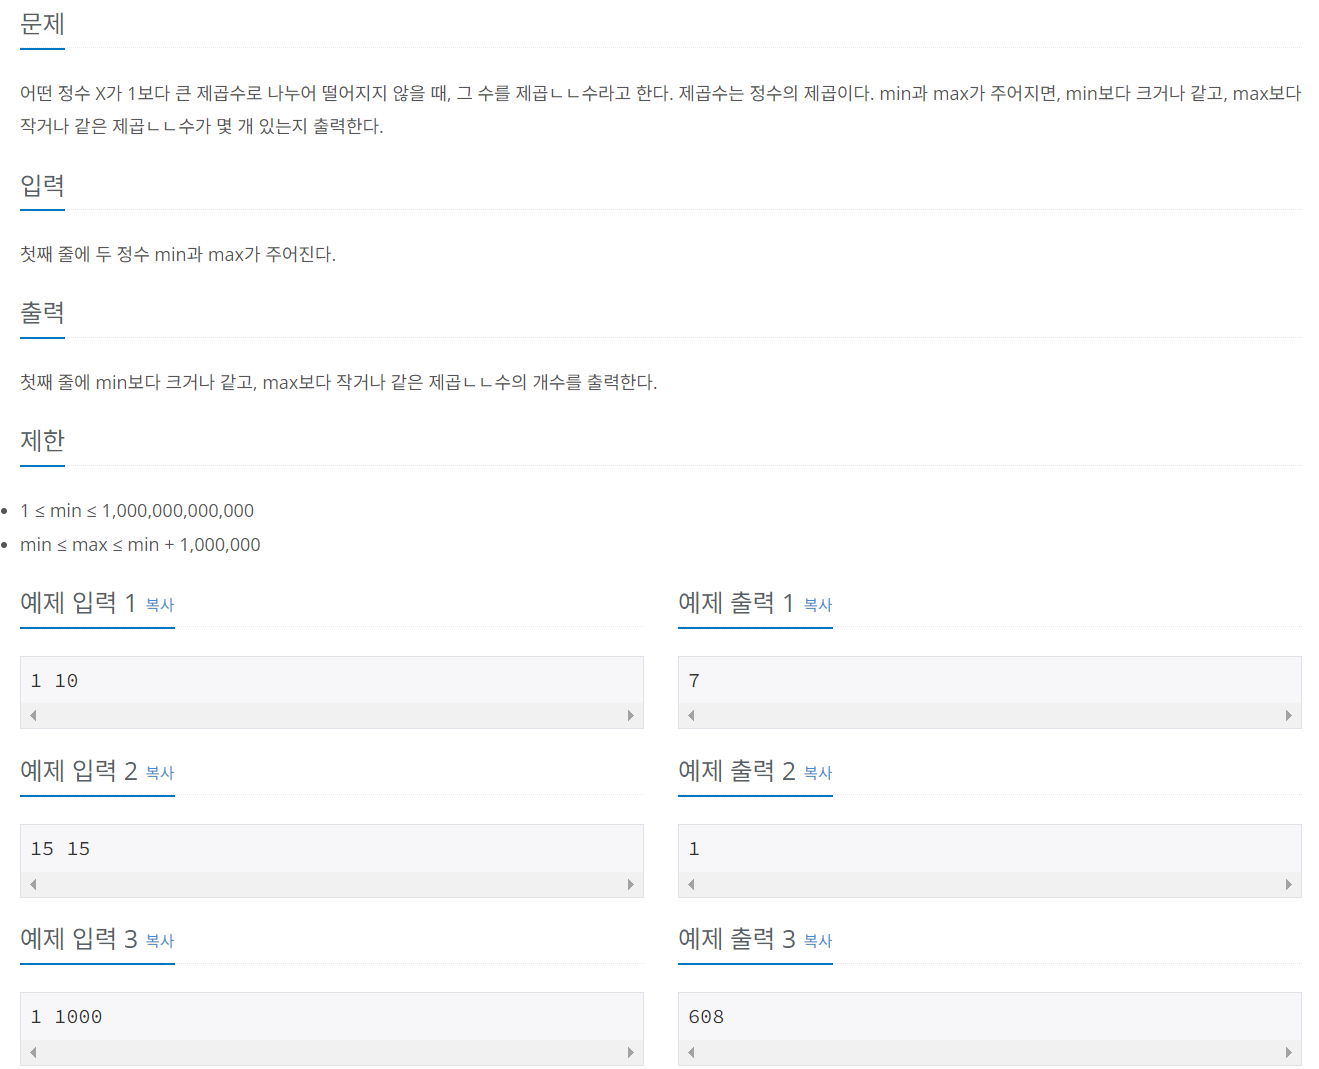 문제
어떤 정수 X가 1보다 큰 제곱수로 나누어 떨어지지 않을 때, 그 수를 제곱ㄴㄴ수라고 한다. 제곱수는 정수의 제곱이다. min과 max가 주어지면, min보다 크거나 같고, max보다
작거나 같은 제곱ㄴㄴ수가 몇 개 있는지 출력한다.
입력
첫째 줄에 두 정수 min과 max가 주어진다.
출력
첫째 줄에 min보다 크거나 같고, max보다 작거나 같은 제곱ㄴㄴ수의 개수를 출력한다.
제한
• 1 ≤ min ≤ 1,000,000,000,000
• min ≤ max ≤ min + 1,000,000
예제 입력 1 복사
1 10
예제 출력 1 복사
7
예제 입력 2 복사
15 15
예제 출력 2 복사
1
예제 입력 3 복사
1 1000
예제 출력 3 복사
608